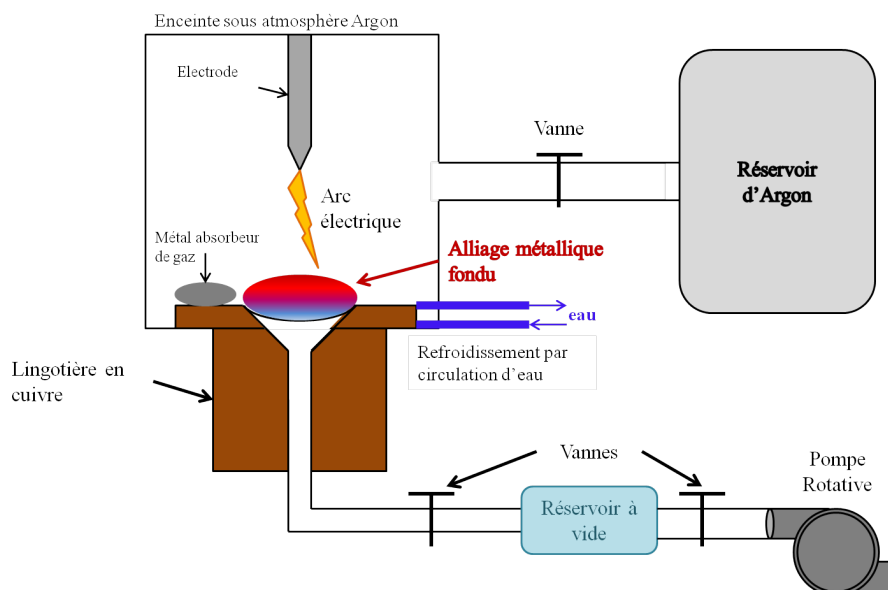 Enceinte sous atmosphère Argon
Electrode
Vanne
Réservoir
d'Argon
Arc
électrique
Métal absorbeur
de gaz
Alliage métallique
fondu
eau
Refroidissement par
circulation d'eau
Lingotière en
cuivre
Vannes
Pompe
Rotative
Réservoir à
vide